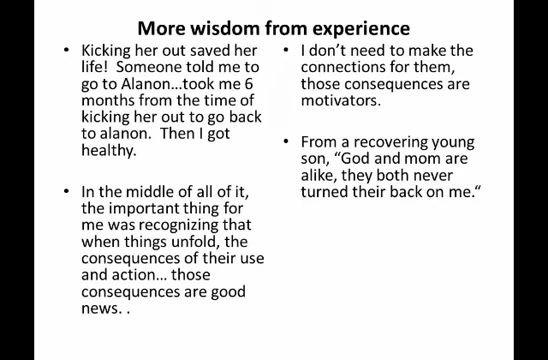 More wisdom from experience
• Kicking her out saved her
life! Someone told me to
go to Alanon...took me 6
months from the time of
kicking her out to go back
to alanon. Then I got
healthy.
• In the middle of all of it,
the important thing for
me was recognizing that
when things unfold, the
consequences of their use
and action... those
consequences are good
news. .
• I don't need to make the
connections for them,
those consequences are
motivators.
• From a recovering young
son, "God and mom are
alike, they both never
turned their back on me."